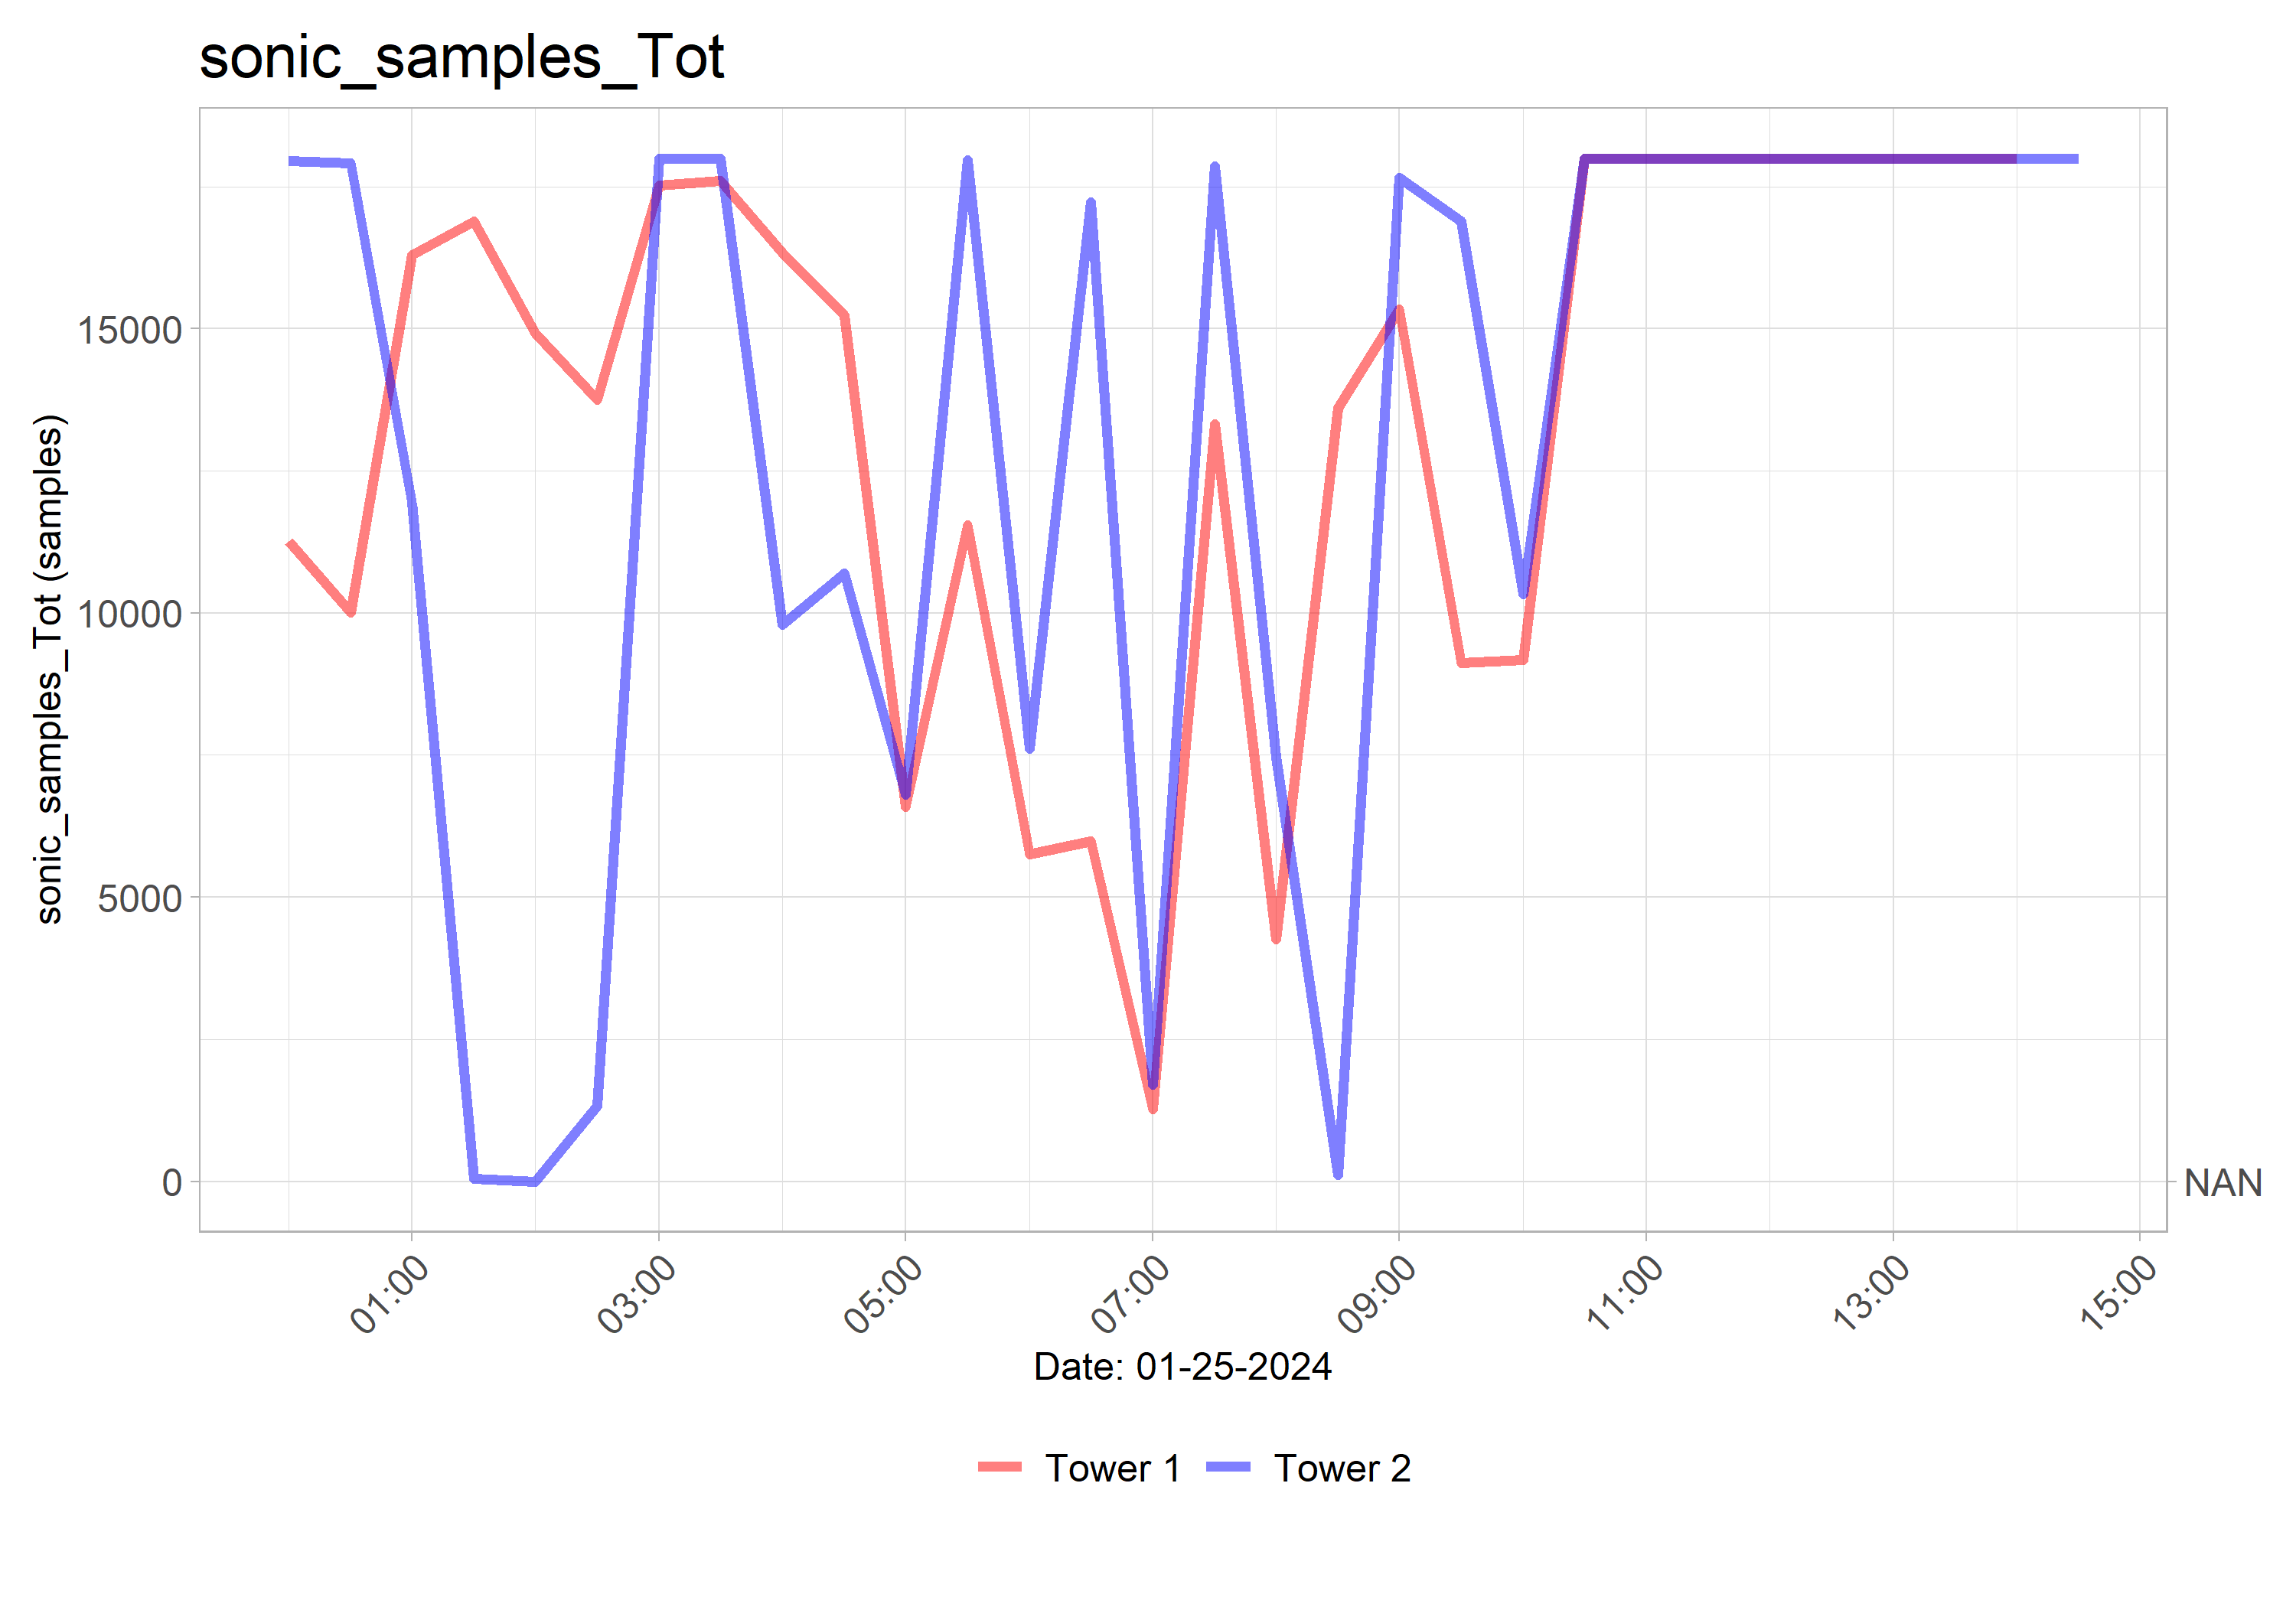 sonic_samples_Tot
sonic_samples_Tot (samples)
15000
10000
5000
0
NAN
01:00
03:00
05:00
07:00
09:00
11:00
13:00
15:00
Date: 01-25-2024
Tower 1
Tower 2